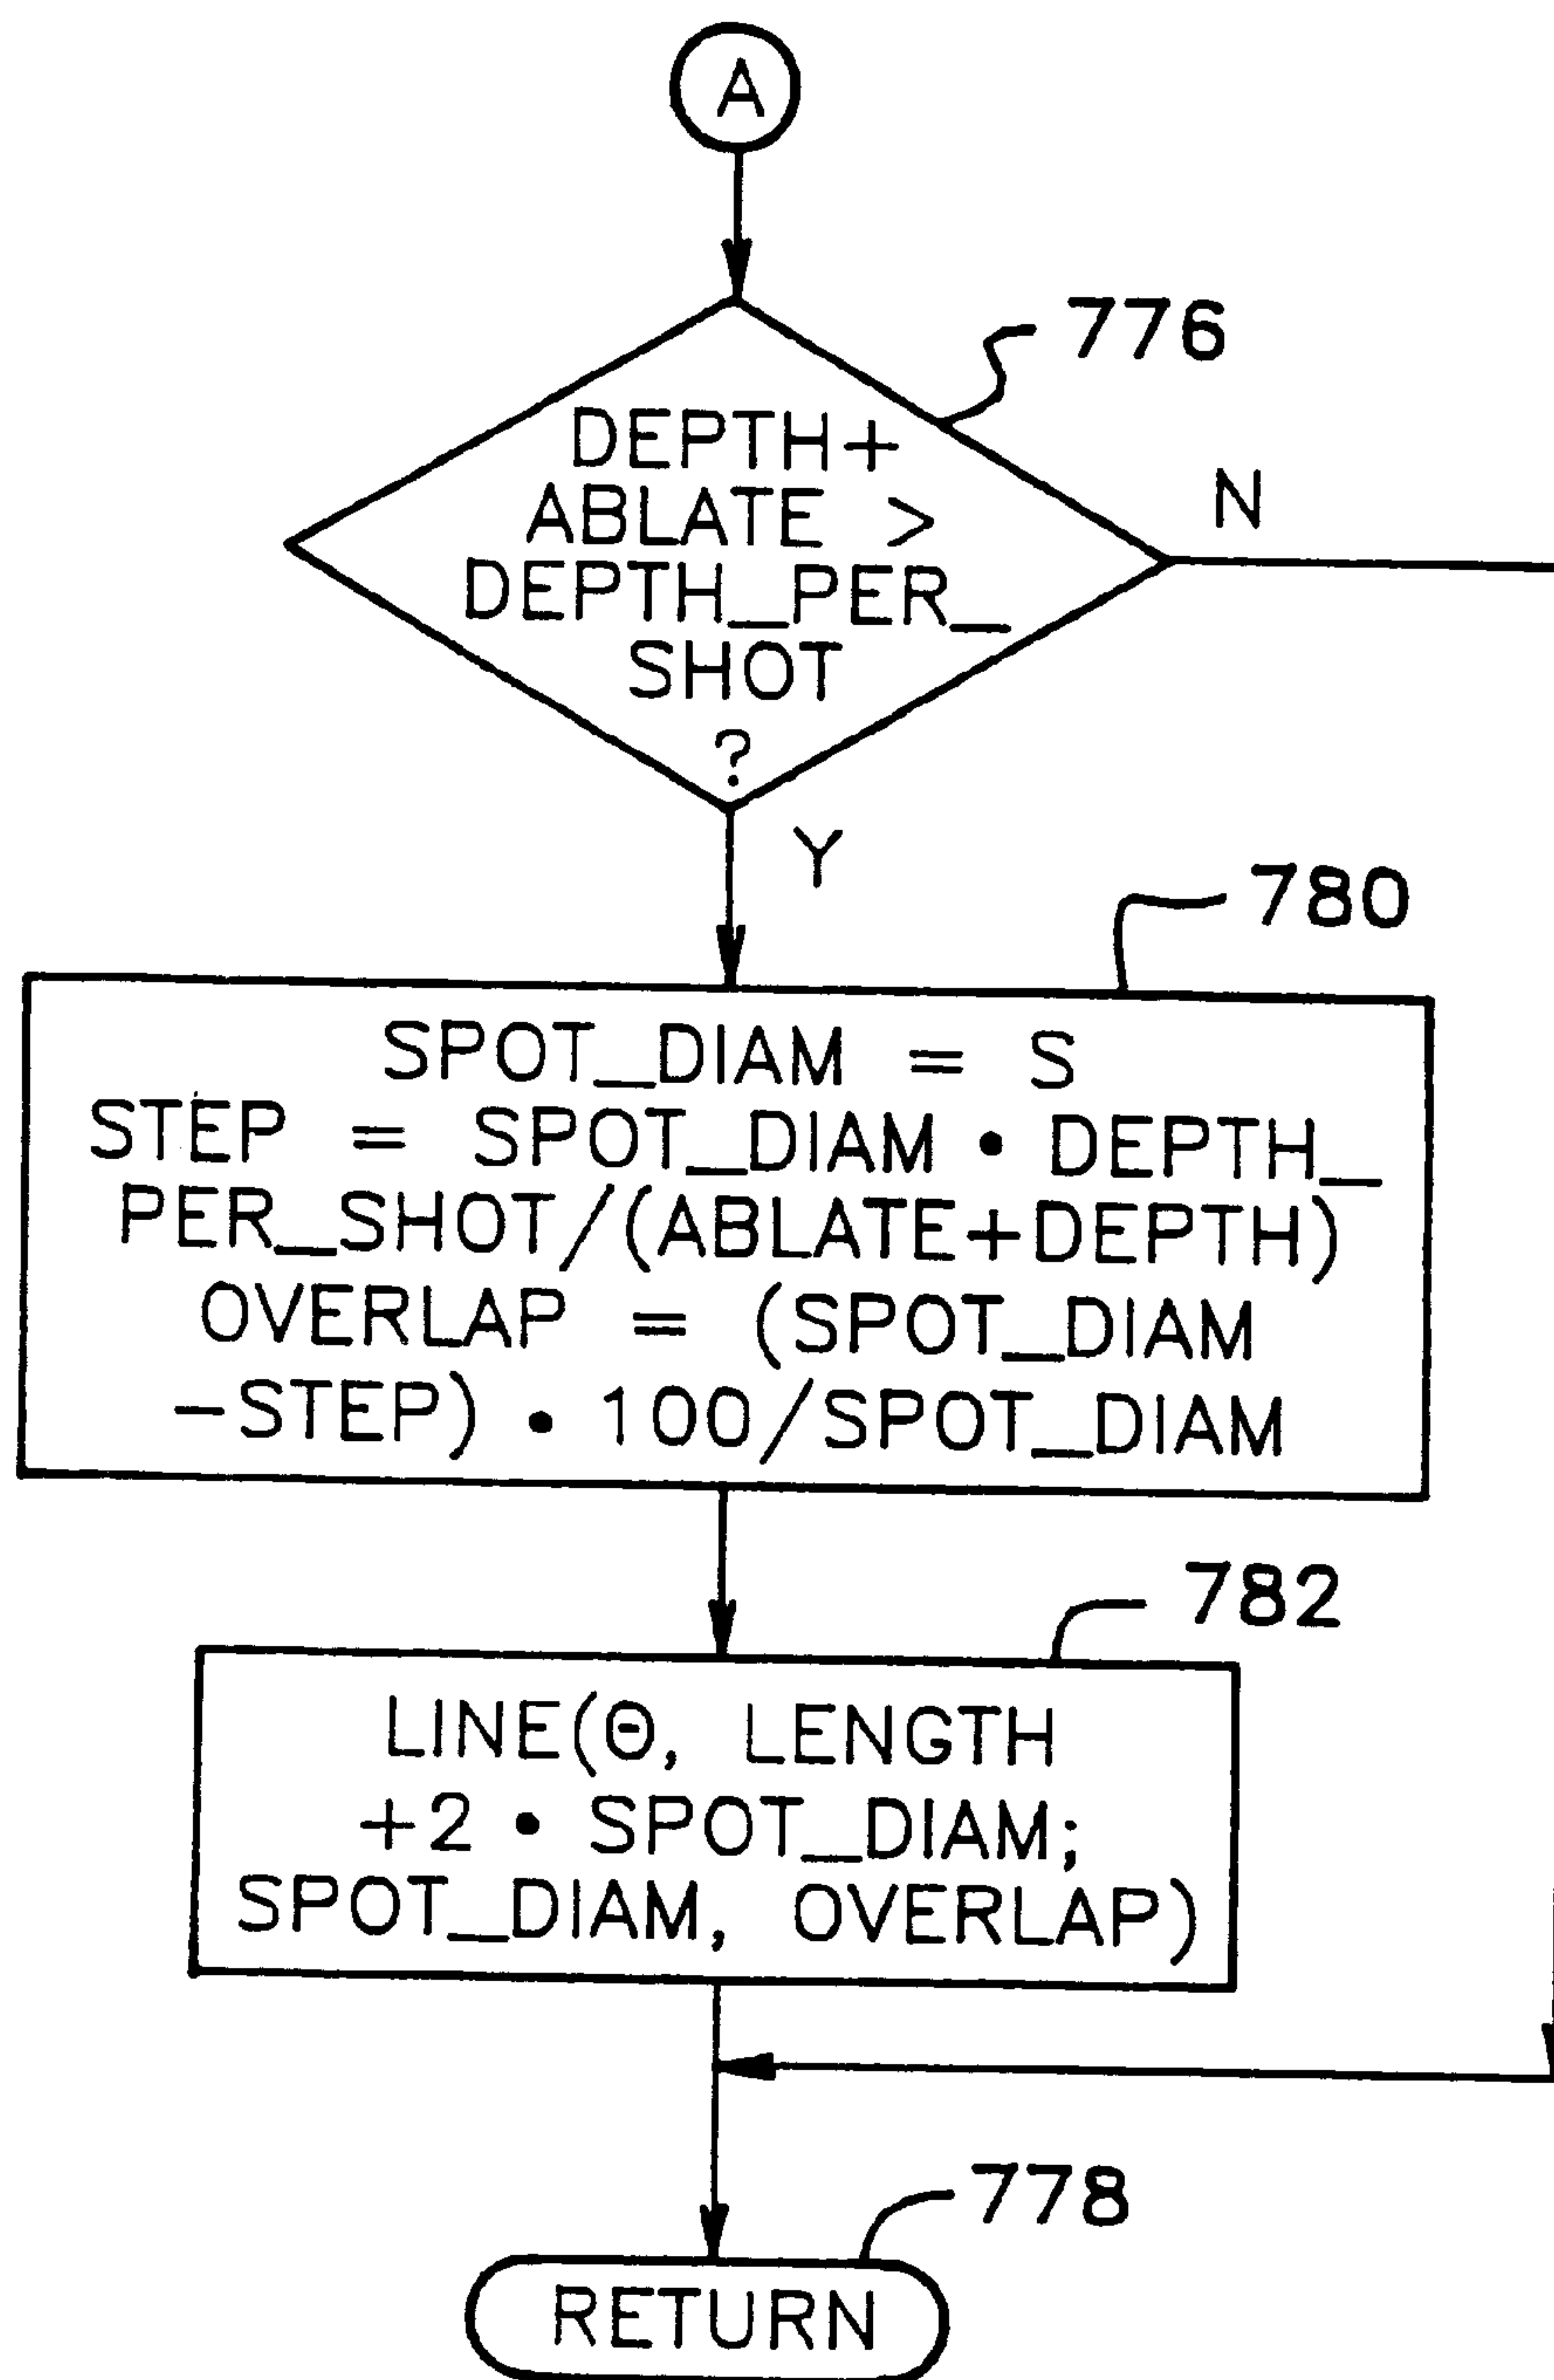 A
776
DEPTH+
ABLATE >
DEPTH_PER_
SHOT
?
N
Y
780
SPOT_DIAM = S
STEP = SPOT_DIAM • DEPTH_
PER_SHOT/(ABLATE+DEPTH)
OVERLAP = (SPOT_DIAM
-STEP) • 100/SPOT_DIAM
782
LINE(Θ, LENGTH
+2 • SPOT_DIAM;
SPOT_DIAM, OVERLAP)
778
RETURN